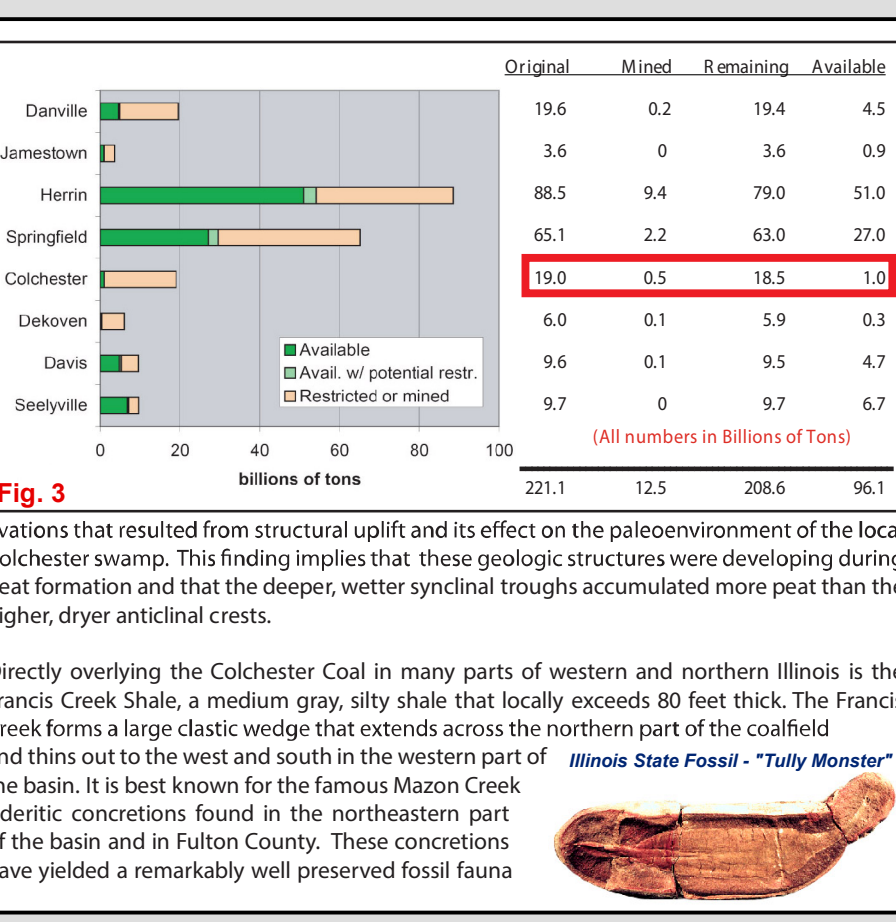 Original Mined Remaining Available
Danville 19.6 0.2 19.4 4.5
Jamestown 3.6 0 3.6 0.9
Herrin 88.5 9.4 79.0 51.0
Springfield 65.1 2.2 63.0 27.0
Colchester 19.0 0.5 18.5 1.0
Dekoven 6.0 0.1 5.9 0.3
Davis 9.6 0.1 9.5 4.7
Seelyville 9.7 0 9.7 6.7
Available
Avail. w/ potential restr.
Restricted or mined
(All numbers in Billions of Tons)
0 20 40 60 80 100
billions of tons
Fig. 3
221.1 12.5 208.6 96.1
vations that resulted from structural uplift and its effect on the paleoenvironment of the loca
olchester swamp. This finding implies that these geologic structures were developing during
eat formation and that the deeper, wetter synclinal troughs accumulated more peat than the
igher, dryer anticlinal crests.
Directly overlying the Colchester Coal in many parts of western and northern Illinois is the
rancis Creek Shale, a medium gray, silty shale that locally exceeds 80 feet thick. The Francis
reek forms a large clastic wedge that extends across the northern part of the coalfield
nd thins out to the west and south in the western part of
he basin. It is best known for the famous Mazon Creek
ideritic concretions found in the northeastern part
f the basin and in Fulton County. These concretions
ave yielded a remarkably well preserved fossil fauna
Illinois State Fossil - "Tully Monster"